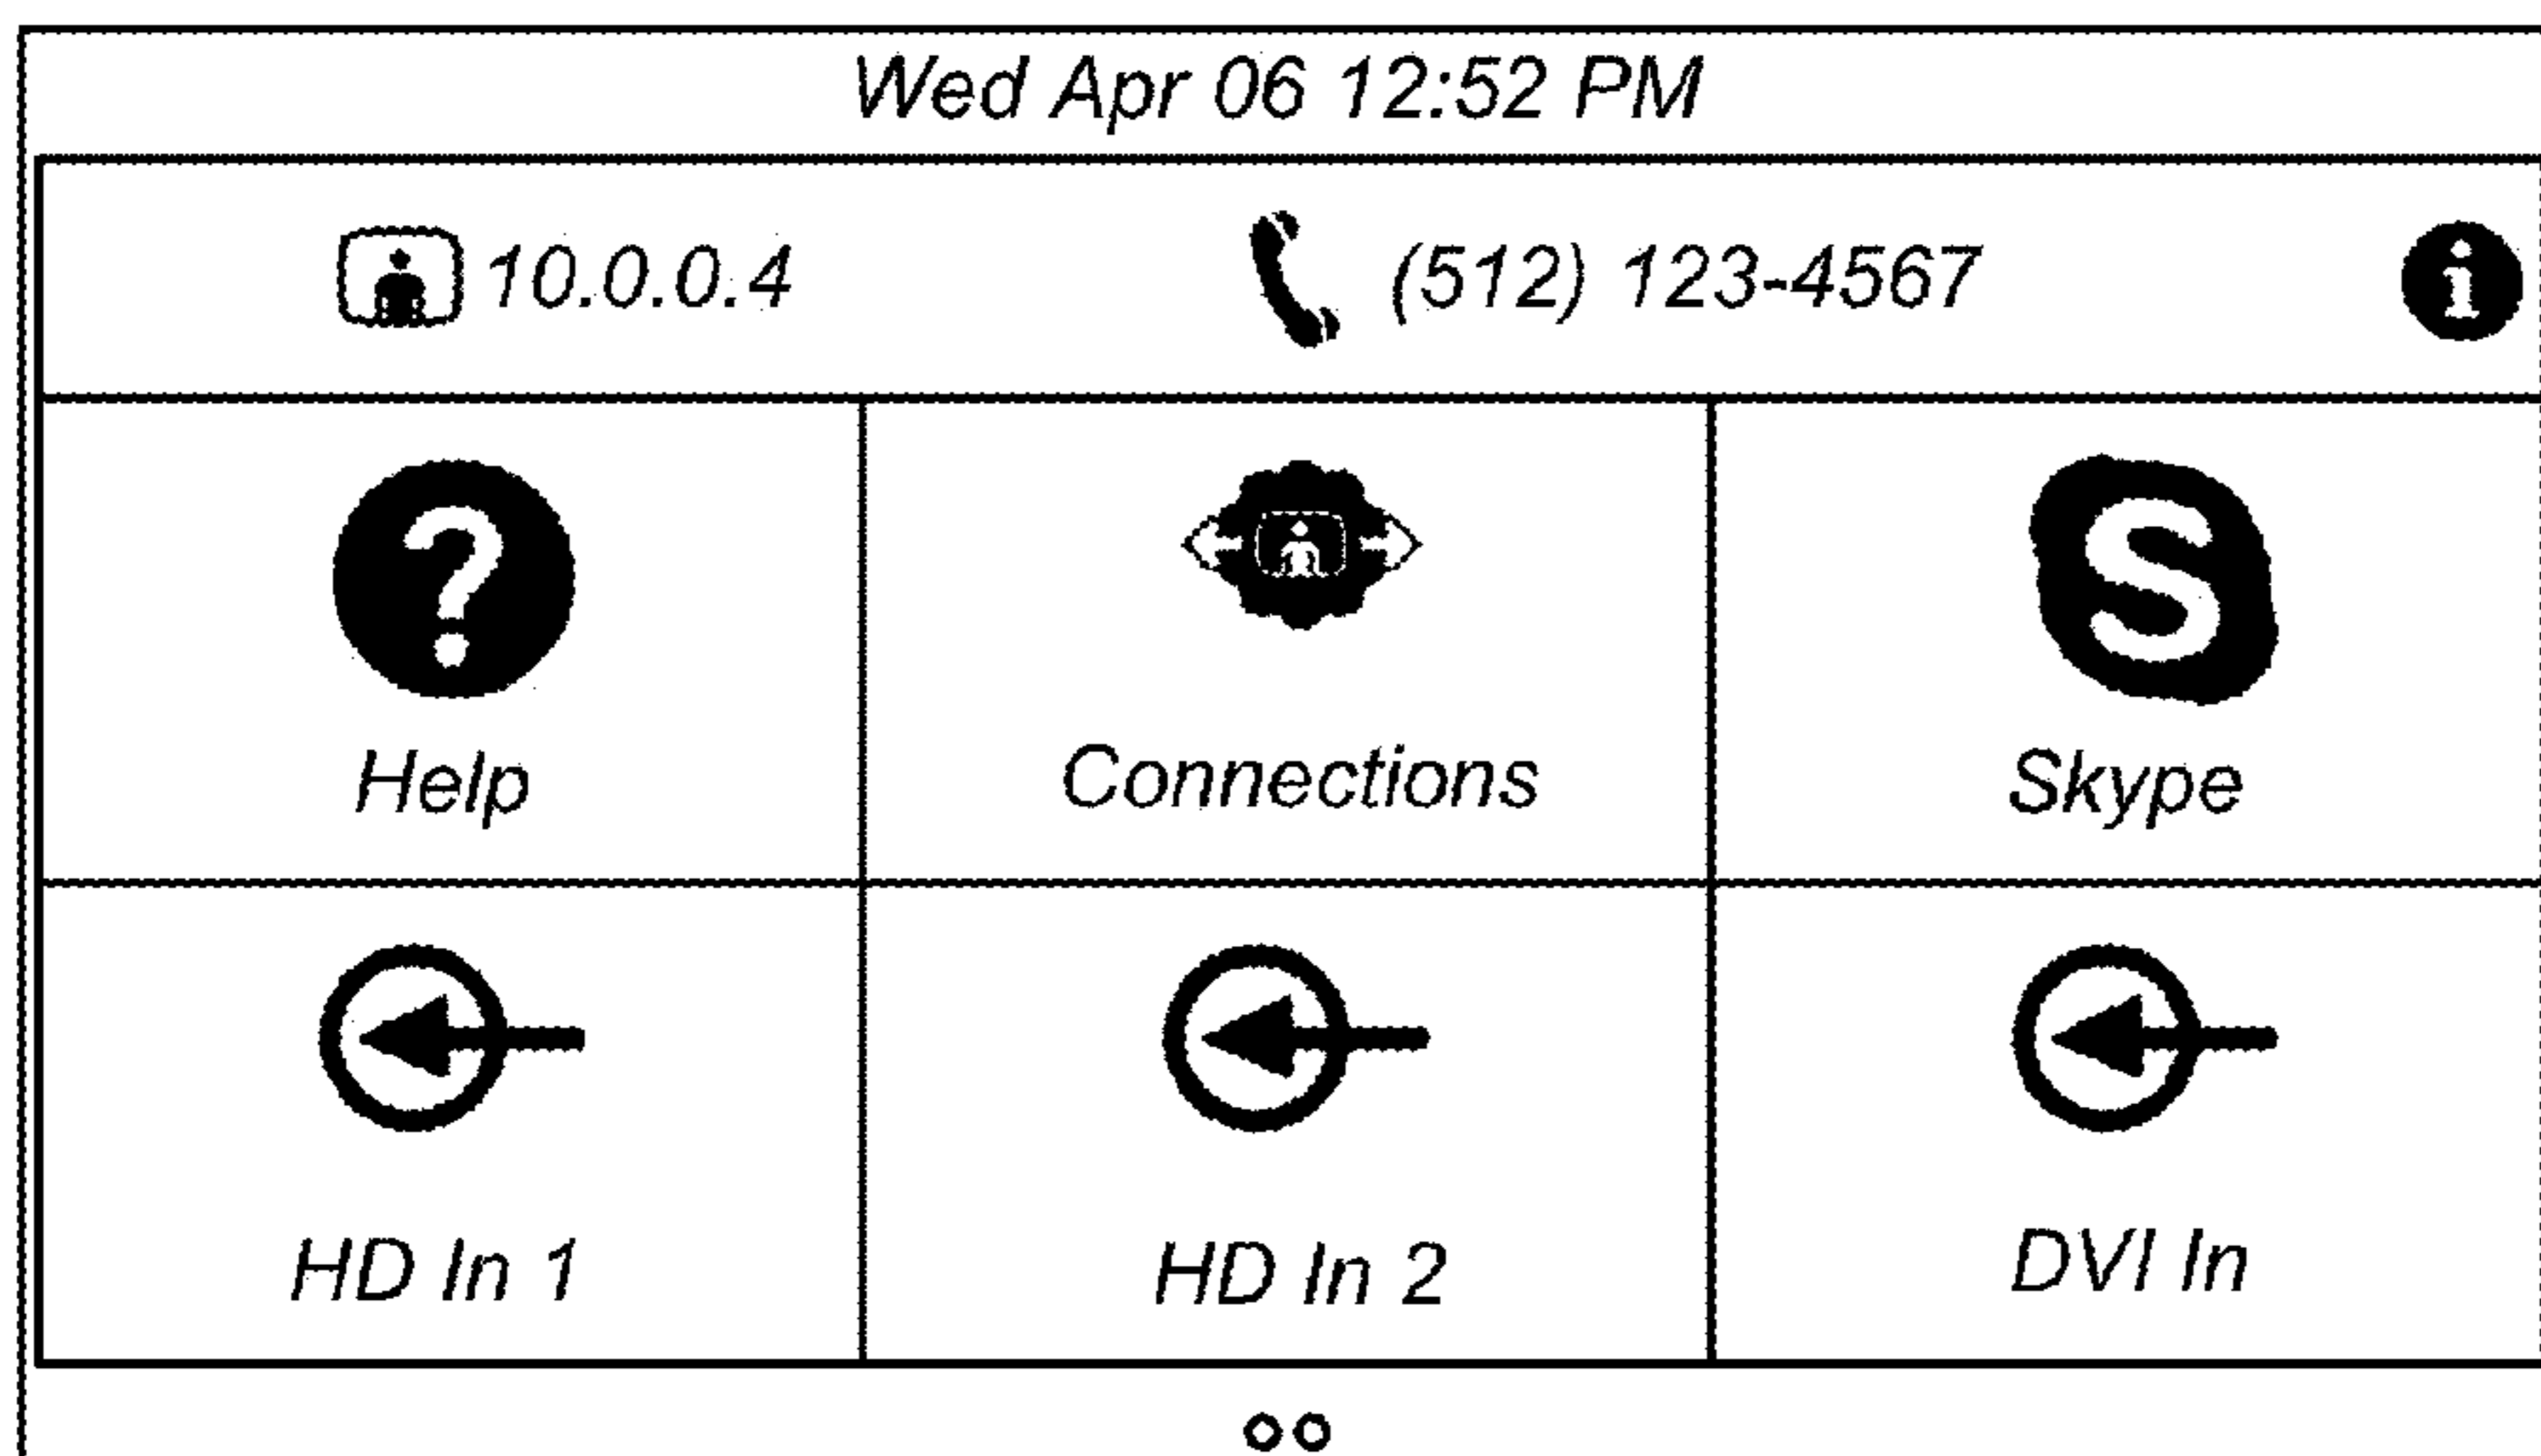 Wed Apr 06 12:52 PM
10.0.0.4 (512) 123-4567 i
?
S
Help Connections Skype
HD In 1 HD In 2 DVI In